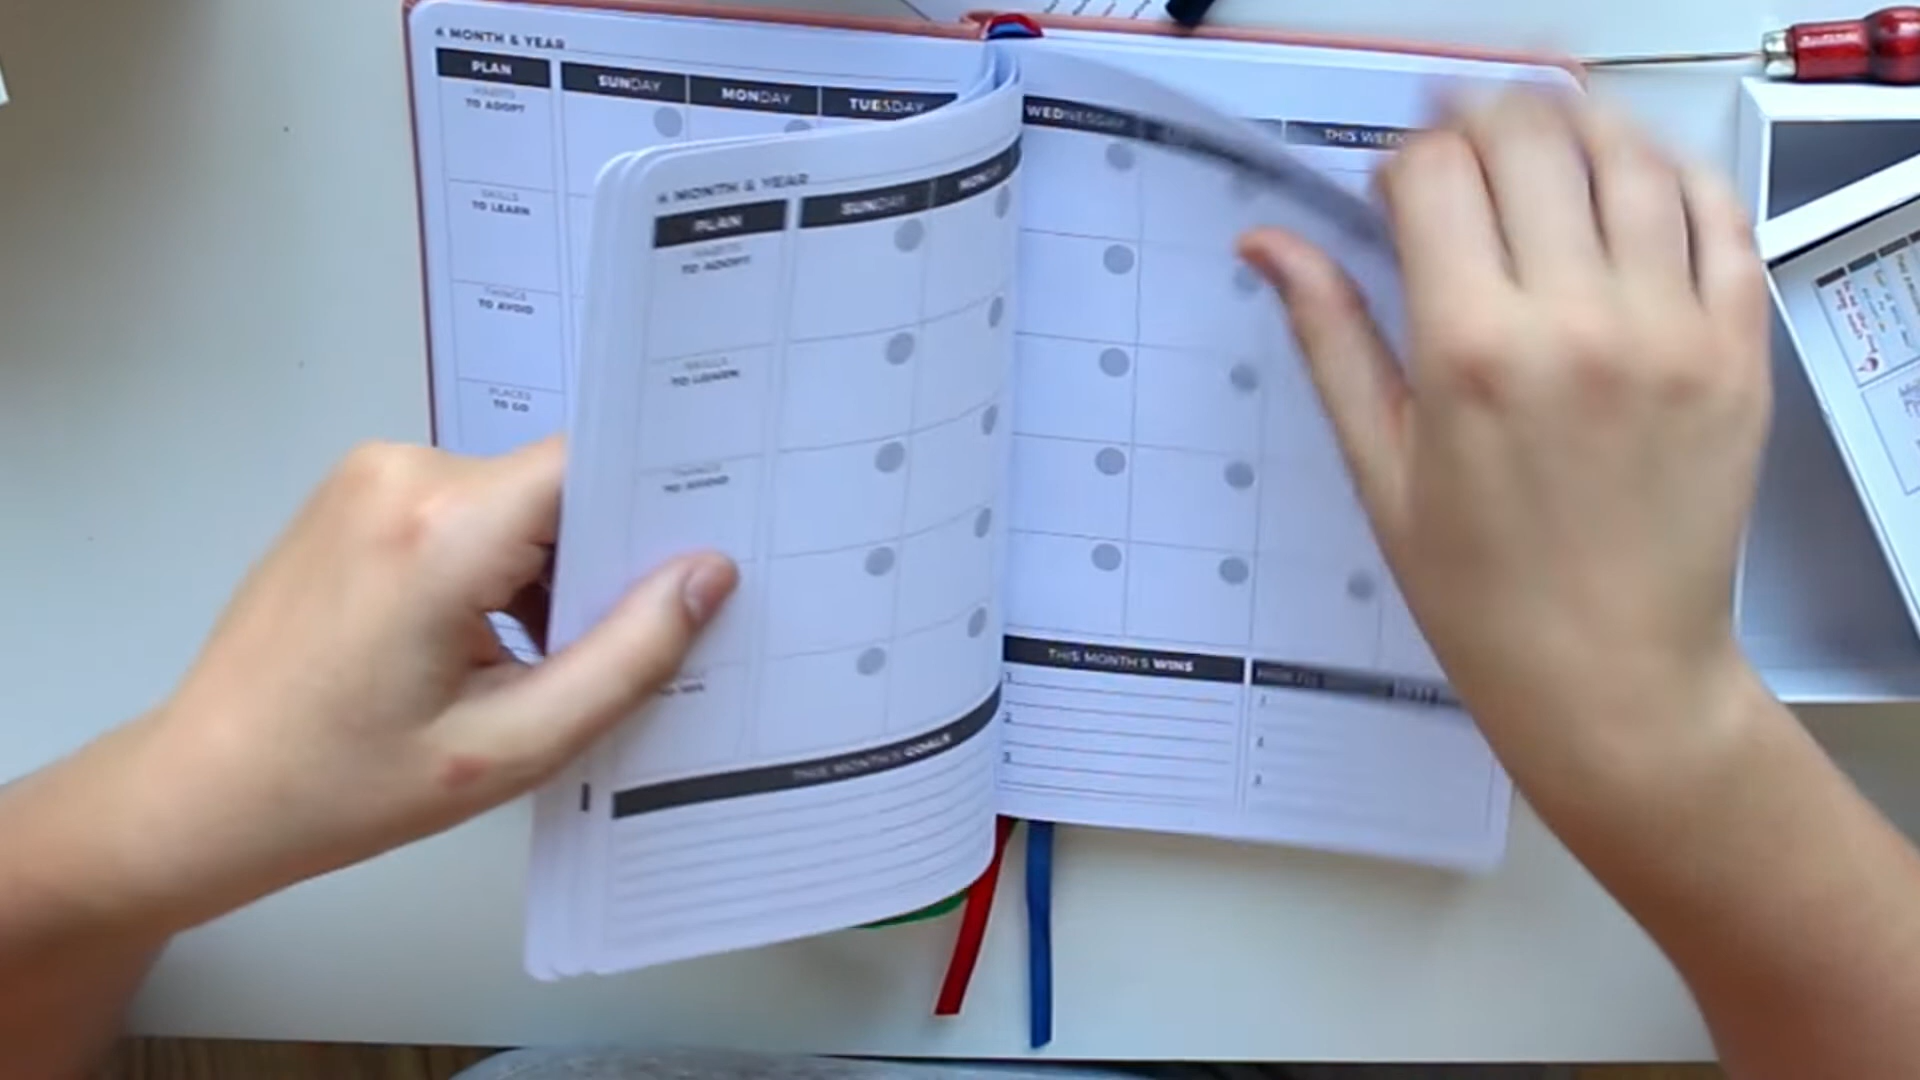 MONTH & YEAR
PLAN
SUNDAY
MONDAY
TUESDAY
HABITS
TO ADOPT
SKILLS
TO LEARN
THINGS
TO AVOID
PLACES
TO GO
MONTH & YEAR
PLAN
SUNDAY
MON
HABITS
TO ADOPT
SKILLS
TO LEARN
THINGS
TO AVOID
THIS MONTH'S GOALS
WEDNESDAY
THIS WEEK
THIS MONTH'S WINS
1
2
3
1
2
3